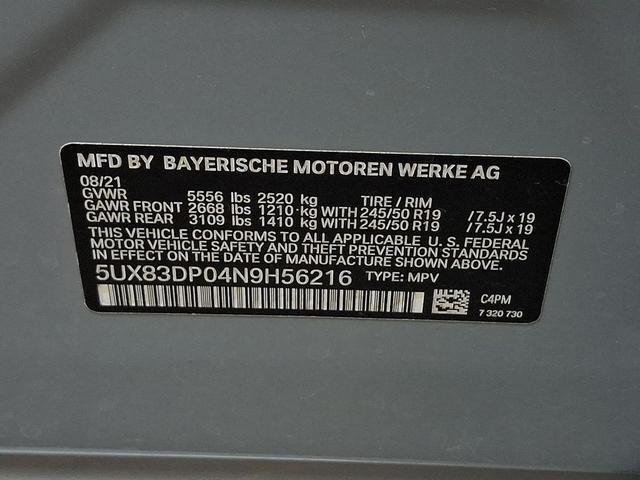 MFD BY BAYERISCHE MOTOREN WERKE AG
08/21
GVWR 5556 lbs 2520 kg TIRE / RIM
GAWR FRONT 2668 lbs 1210 kg WITH 245/50 R19 / 7.5J x 19
GAWR REAR 3109 lbs 1410 kg WITH 245/50 R19 / 7.5J x 19
THIS VEHICLE CONFORMS TO ALL APPLICABLE U. S. FEDERAL
MOTOR VEHICLE SAFETY AND THEFT PREVENTION STANDARDS
IN EFFECT ON THE DATE OF MANUFACTURE SHOWN ABOVE.
5UX83DP04N9H56216 TYPE: MPV
C4PM
7 320 730